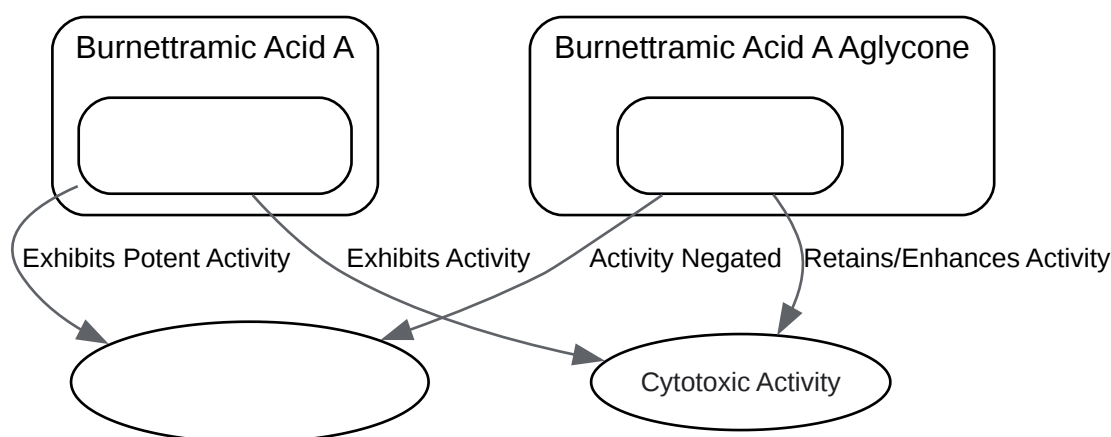 Burnettramic Acid A
Burnettramic Acid A Aglycone
Exhibits Potent Activity
Exhibits Activity
Activity Negated
Retains/Enhances Activity
Cytotoxic Activity